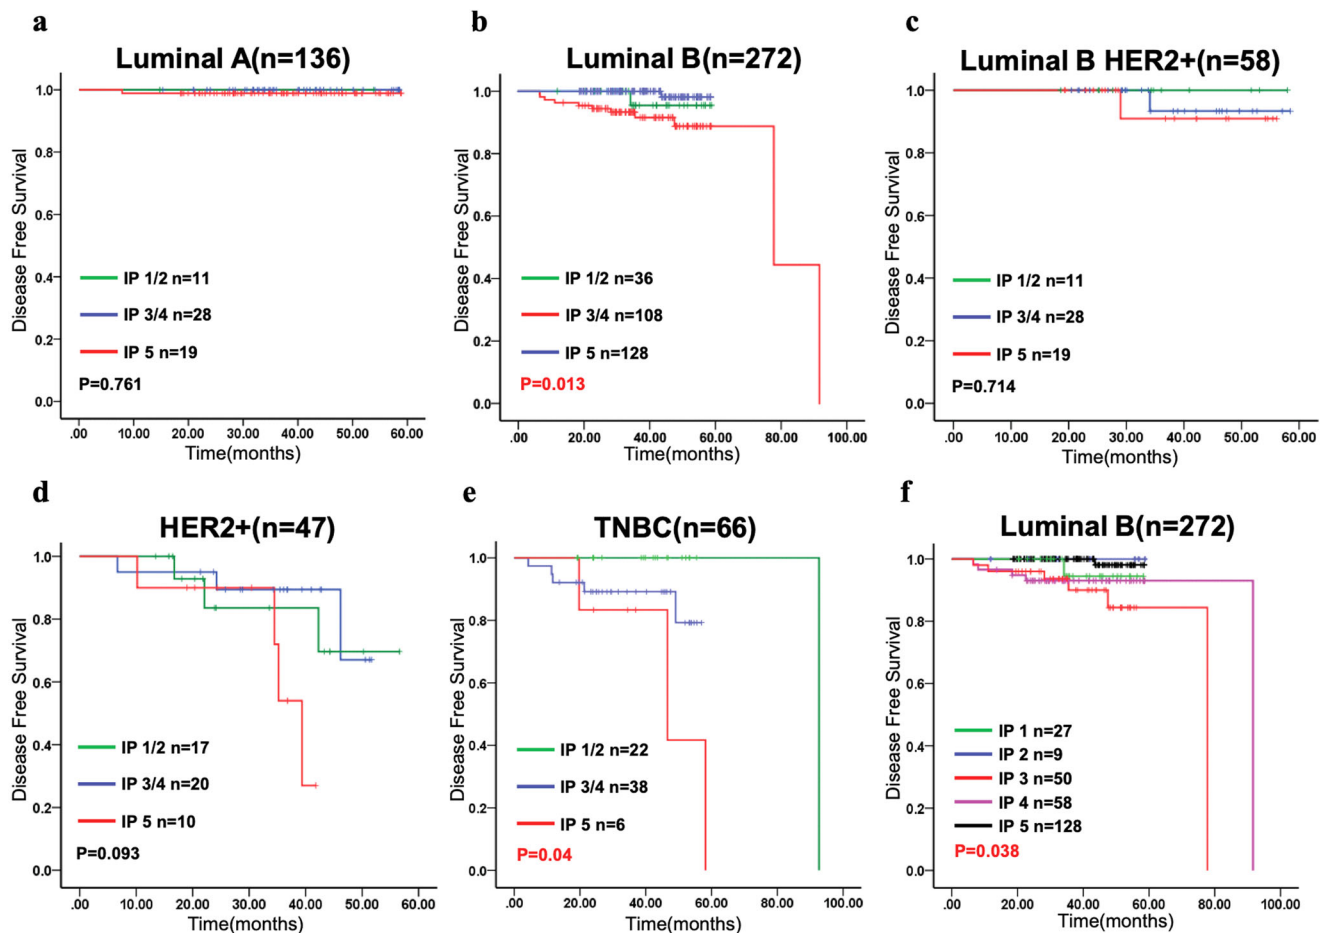 a
Luminal A(n=136)
1.0
0.8
0.6
0.4
0.2
0.0
Disease Free Survival
IP 1/2 n=11
IP 3/4 n=28
IP 5 n=19
P=0.761
.00 10.00 20.00 30.00 40.00 50.00 60.00
Time(months)
b
Luminal B(n=272)
1.0
0.8
0.6
0.4
0.2
0.0
Disease Free Survival
IP 1/2 n=36
IP 3/4 n=108
IP 5 n=128
P=0.013
.00 20.00 40.00 60.00 80.00 100.00
Time(months)
c
Luminal B HER2+(n=58)
1.0
0.8
0.6
0.4
0.2
0.0
Disease Free Survival
IP 1/2 n=11
IP 3/4 n=28
IP 5 n=19
P=0.714
.00 10.00 20.00 30.00 40.00 50.00 60.00
Time(months)
d
HER2+(n=47)
1.0
0.8
0.6
0.4
0.2
0.0
Disease Free Survival
IP 1/2 n=17
IP 3/4 n=20
IP 5 n=10
P=0.093
.00 10.00 20.00 30.00 40.00 50.00 60.00
Time(months)
e
TNBC(n=66)
1.0
0.8
0.6
0.4
0.2
0.0
Disease Free Survival
IP 1/2 n=22
IP 3/4 n=38
IP 5 n=6
P=0.04
.00 20.00 40.00 60.00 80.00 100.00
Time(months)
f
Luminal B(n=272)
1.0
0.8
0.6
0.4
0.2
0.0
Disease Free Survival
IP 1 n=27
IP 2 n=9
IP 3 n=50
IP 4 n=58
IP 5 n=128
P=0.038
.00 20.00 40.00 60.00 80.00 100.00
Time(months)